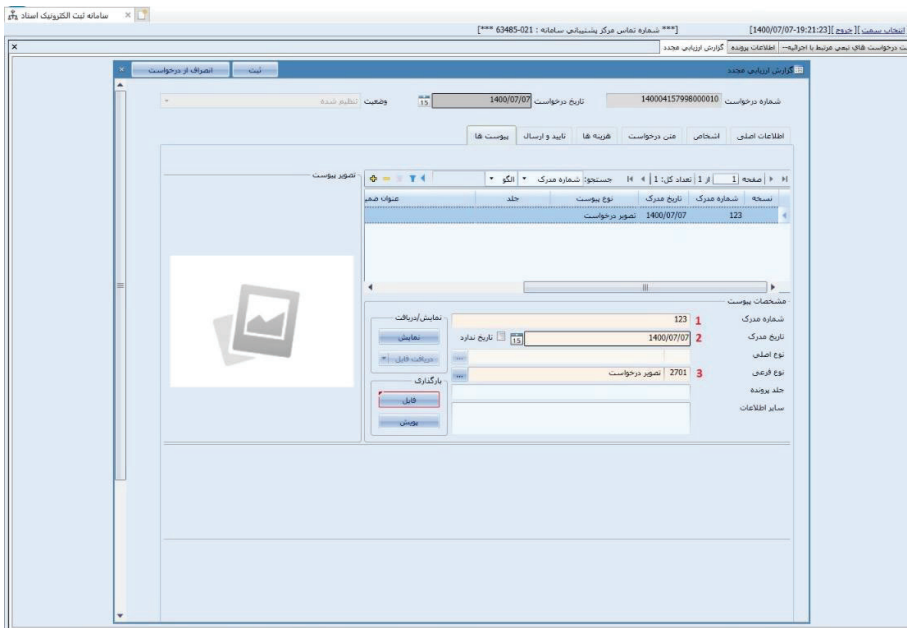 سامانه ثبت الکترونیک اسناد
انتخاب سمت ][ خروج ][1400/07/07-19:21:23] [*** شماره تماس مرکز پشتیبانی سامانه : 021-63485 ***]
ت درخواست های تبعی مرتبط با اجرائیه-- اطلاعات پرونده گزارش ارزیابی مجدد
گزارش ارزیابی مجدد ثبت انصراف از درخواست
شماره درخواست 140004157998000010 تاریخ درخواست 1400/07/07 15 وضعیت تنظیم شده
اطلاعات اصلی اشخاص متن درخواست هزینه ها تایید و ارسال پیوست ها
صفحه 1 از 1 تعداد کل: 1 جستجو: شماره مدرک الگو تصویر پیوست
نسخه شماره مدرک تاریخ مدرک نوع پیوست جلد عنوان ضمی
123 1400/07/07 تصویر درخواست
مشخصات پیوست
شماره مدرک 1 123 نمایش/دریافت
تاریخ مدرک 2 1400/07/07 15 تاریخ ندارد نمایش
نوع اصلی ... دریافت فایل
نوع فرعی 3 2701 تصویر درخواست ... بارگذاری
جلد پرونده فایل
سایر اطلاعات پویش